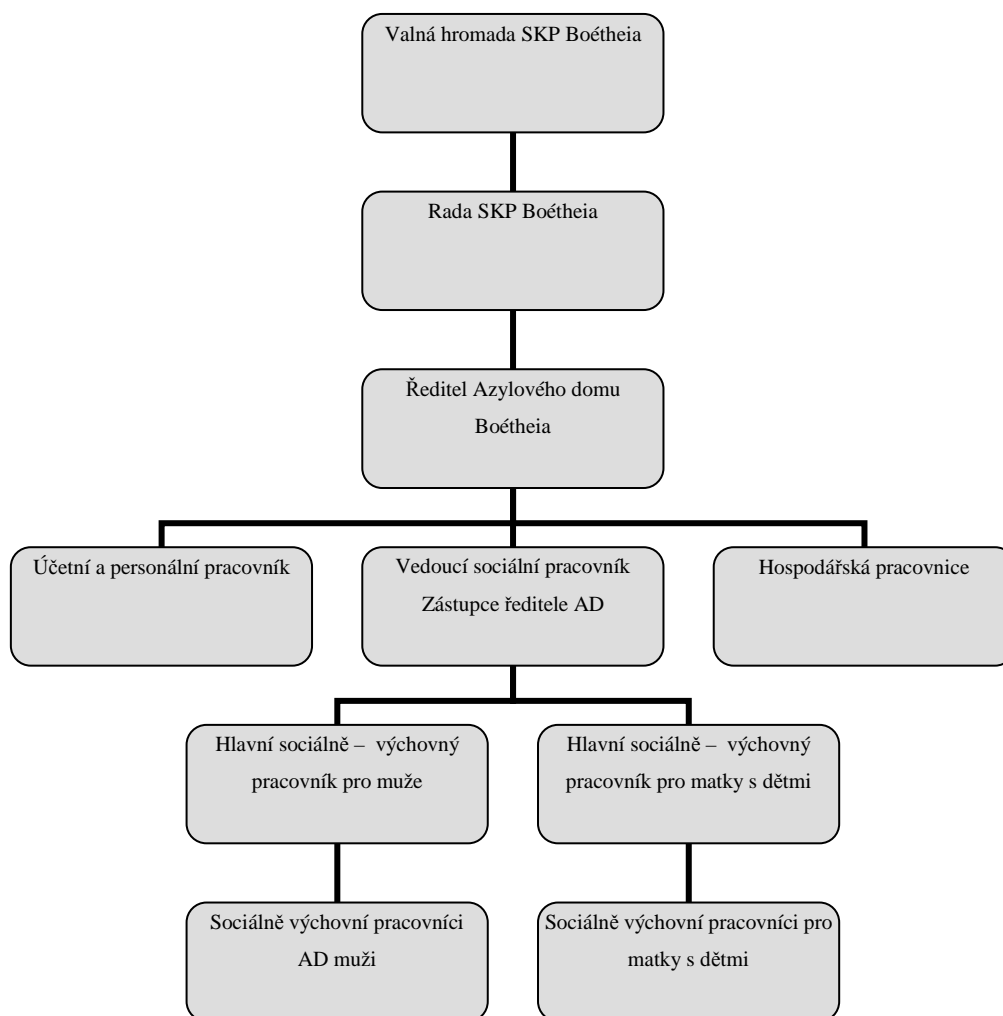 Valná hromada SKP Boétheia
Rada SKP Boétheia
Ředitel Azylového domu
Boétheia
Účetní a personální pracovník
Vedoucí sociální pracovník
Zástupce ředitele AD
Hospodářská pracovnice
Hlavní sociálně – výchovný
pracovník pro muže
Hlavní sociálně – výchovný
pracovník pro matky s dětmi
Sociálně výchovní pracovníci
AD muži
Sociálně výchovní pracovníci pro
matky s dětmi